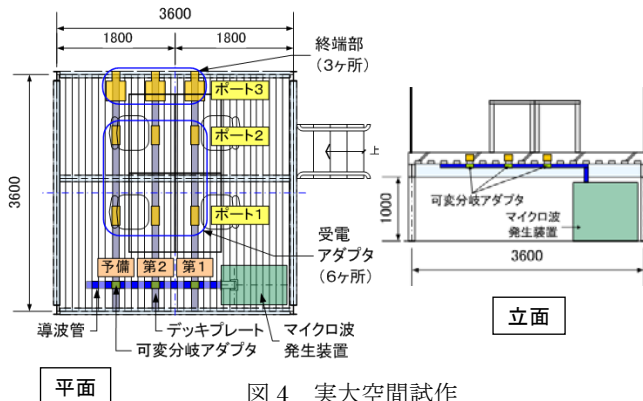 3600
1800
1800
終端部
(3ヶ所)
ポート3
ポート2
上
3600
ポート1
受電
アダプタ
(6ヶ所)
予備
第2
第1
導波管
デッキプレート
マイクロ波
発生装置
可変分岐アダプタ
平面
可変分岐アダプタ
1000
マイクロ波
発生装置
3600
立面
図4 実大空間試作